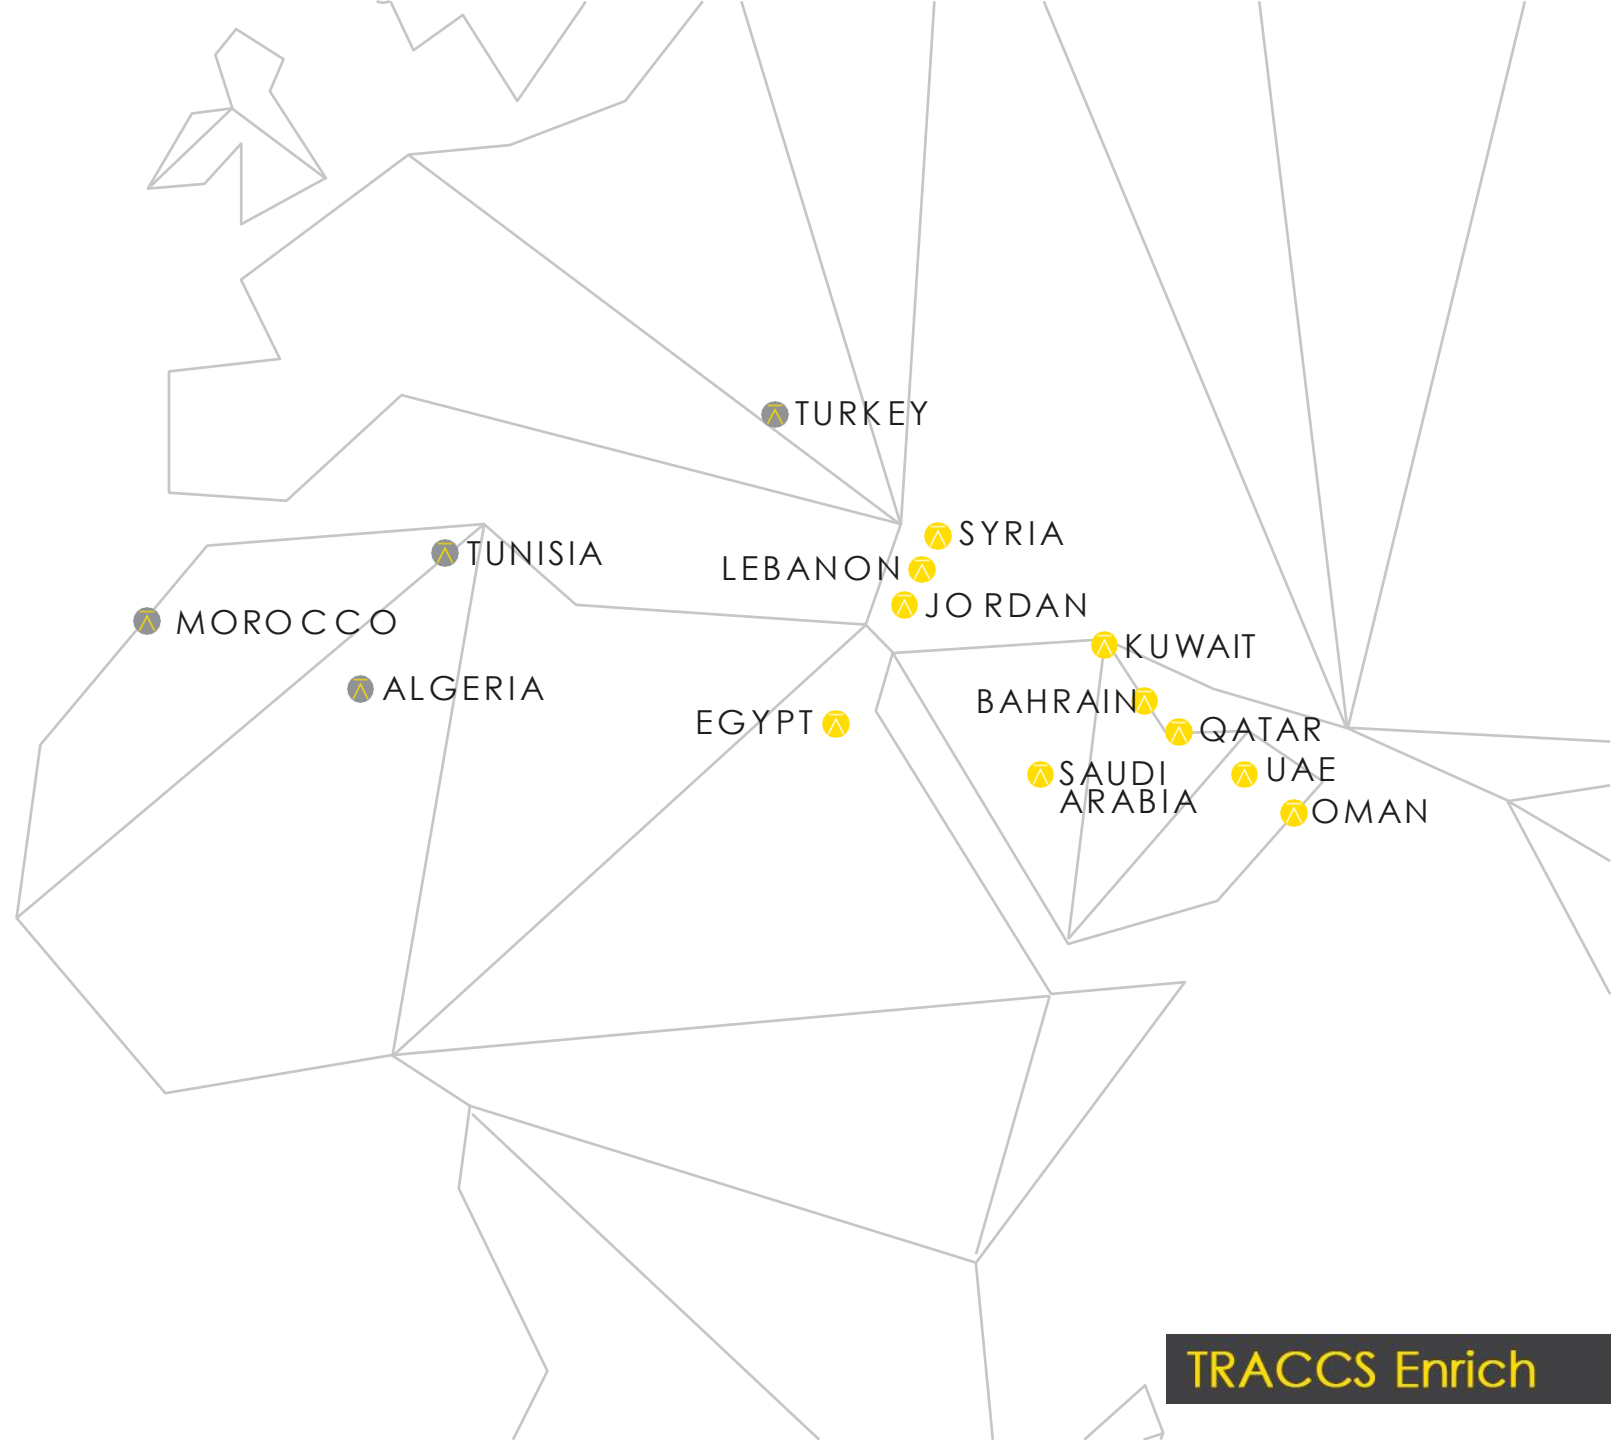 TURKEY
SYRIA
TUNISIA
LEBANON
JORDAN
MOROCCO
KUWAIT
ALGERIA
BAHRAIN
EGYPT
QATAR
SAUDI
ARABIA
UAE
OMAN
TRACCS Enrich